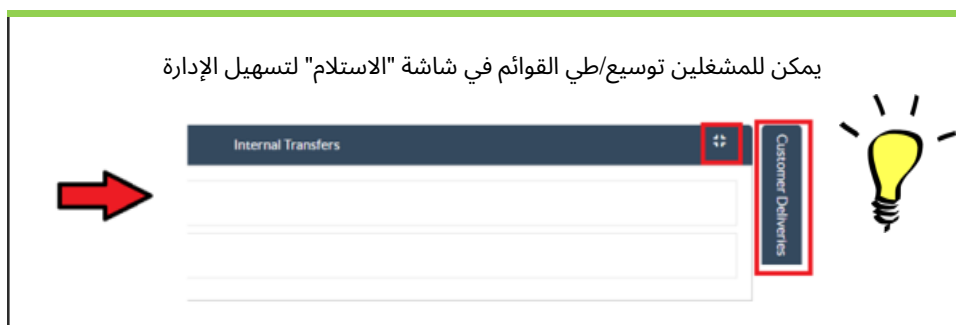 يمكن للمشغلين توسيع/طي القوائم في شاشة "الاستلام" لتسهيل الإدارة
Internal Transfers
Customer Deliveries